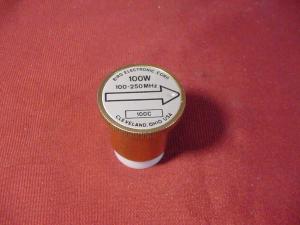 BIRD ELECTRONIC CORP.
100W
100-250MHz
100C
CLEVELAND, OHIO USA